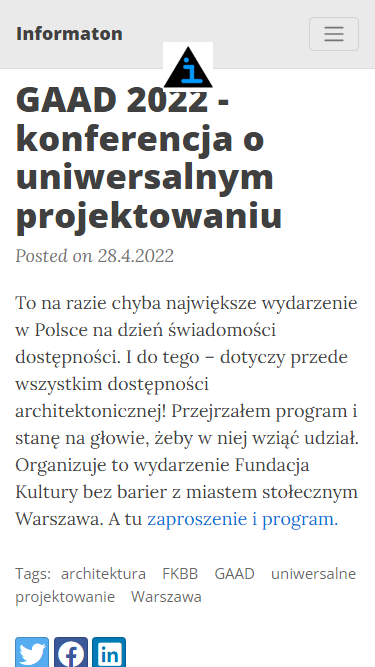 Informaton
i
GAAD 2022 -
konferencja o
uniwersalnym
projektowaniu
Posted on 28.4.2022
To na razie chyba największe wydarzenie
w Polsce na dzień świadomości
dostępności. I do tego – dotyczy przede
wszystkim dostępności
architektonicznej! Przejrzałem program i
stanę na głowie, żeby w niej wziąć udział.
Organizuje to wydarzenie Fundacja
Kultury bez barier z miastem stołecznym
Warszawa. A tu zaproszenie i program.
Tags: architektura FKBB GAAD uniwersalne
projektowanie Warszawa